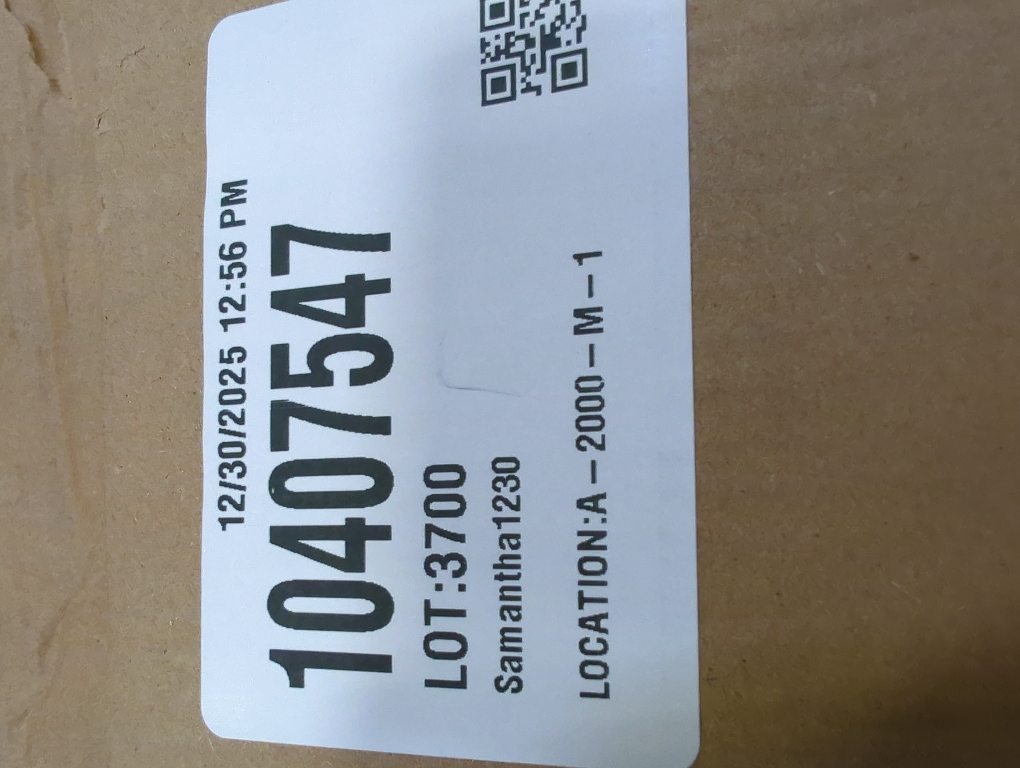 12/30/2025 12:56 PM
10407547
LOT:3700
Samantha1230
LOCATION:A-2000-M-1